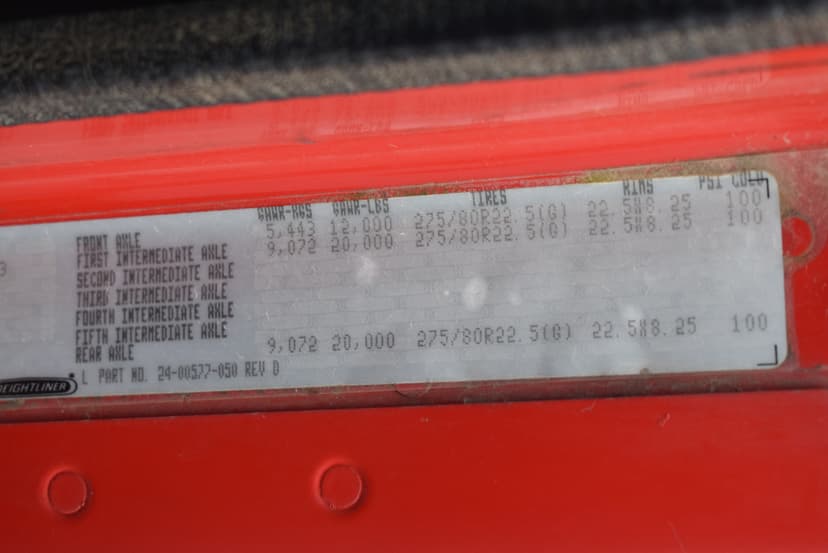 GAWR-KGS GAWR-LBS TIRES RIMS PSI COLD
FRONT AXLE 5,443 12,000 275/80R22.5(G) 22.5X8.25 100
FIRST INTERMEDIATE AXLE 9,072 20,000 275/80R22.5(G) 22.5X8.25 100
SECOND INTERMEDIATE AXLE
THIRD INTERMEDIATE AXLE
FOURTH INTERMEDIATE AXLE
FIFTH INTERMEDIATE AXLE
REAR AXLE 9,072 20,000 275/80R22.5(G) 22.5X8.25 100
3
L PART NO. 24-00577-050 REV D
REIGHTLINER